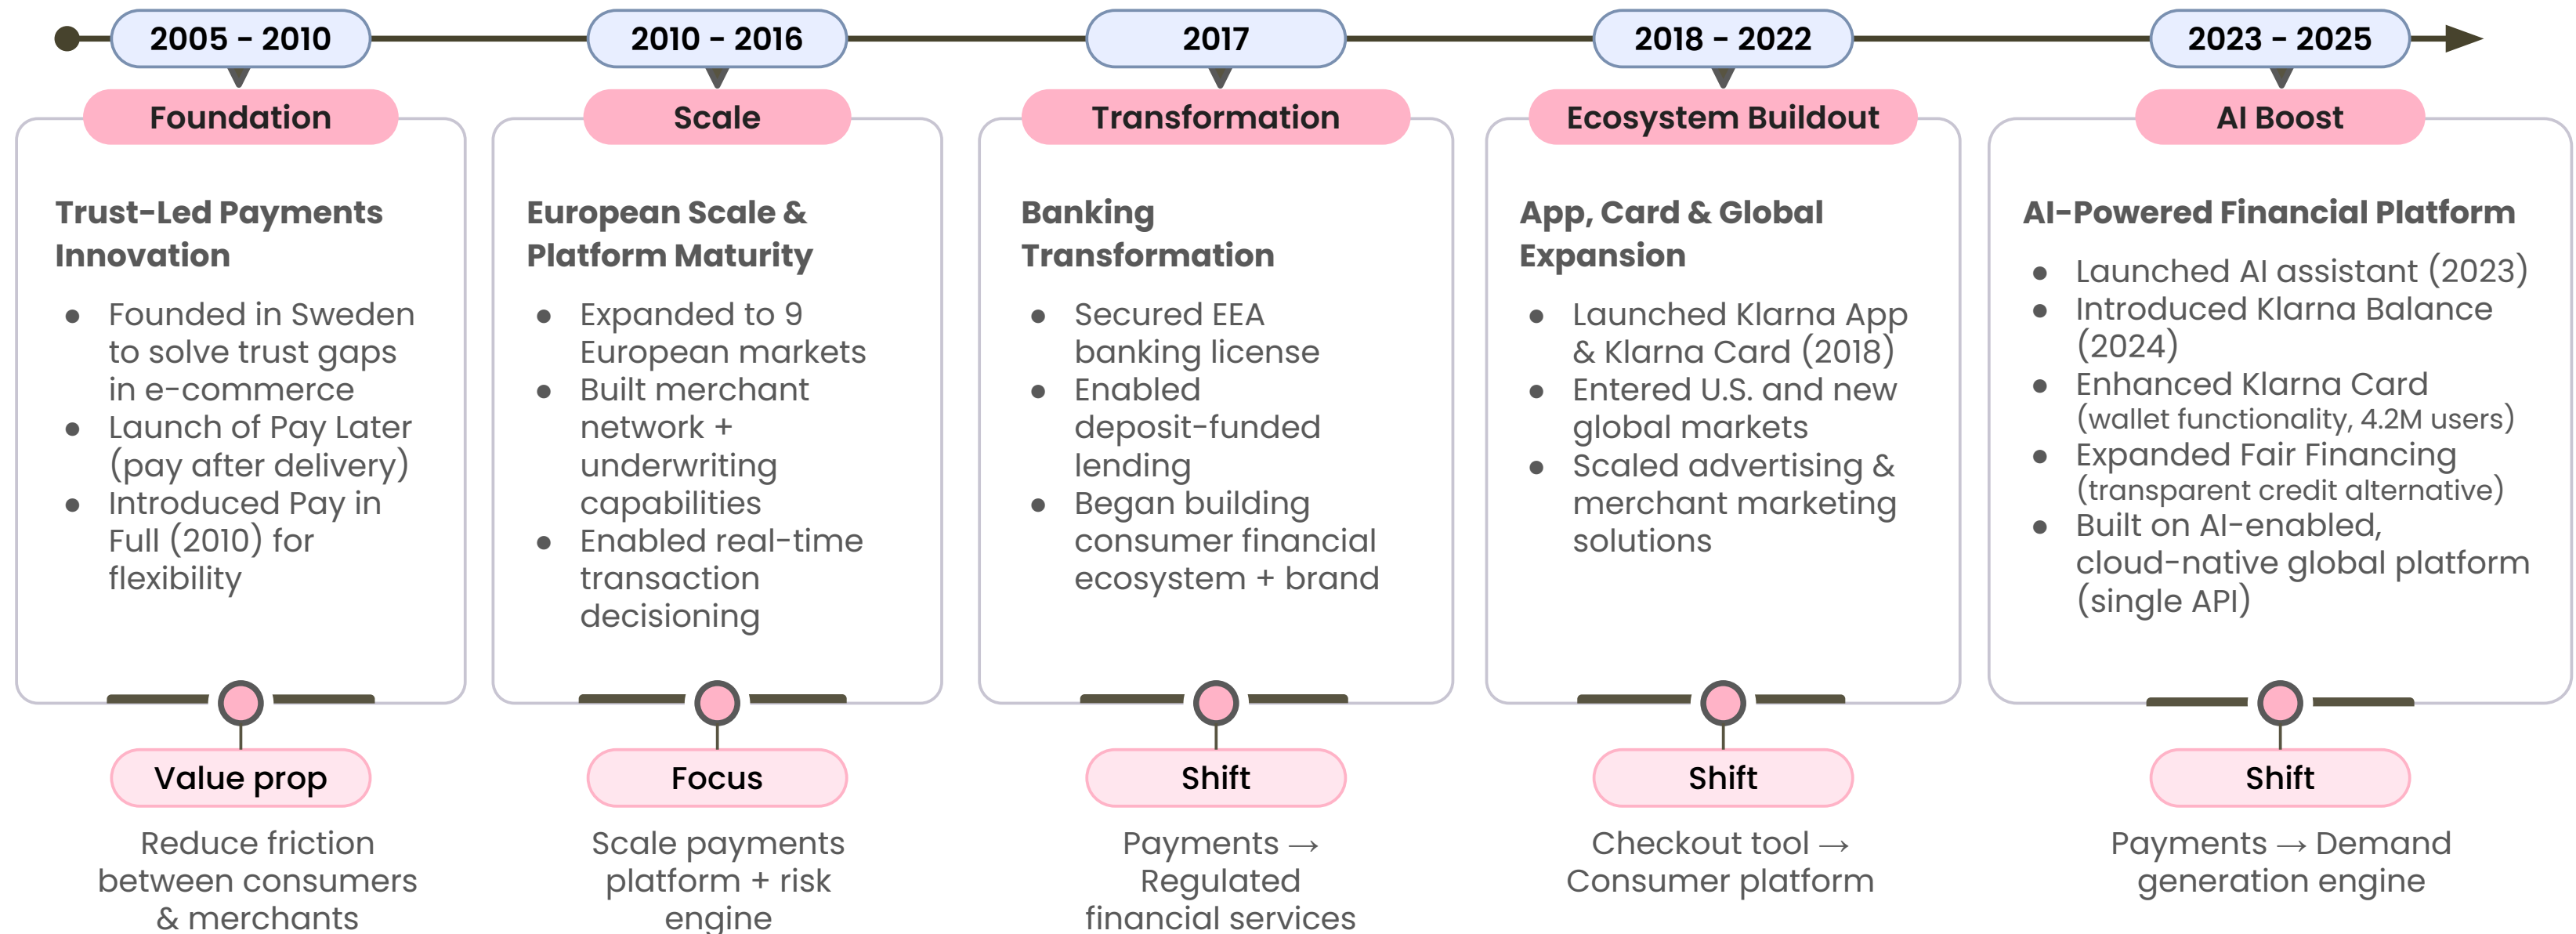 2005 - 2010
2010 - 2016
2017
2018 - 2022
2023 - 2025
Foundation
Trust-Led Payments
Innovation
● Founded in Sweden
to solve trust gaps
in e-commerce
● Launch of Pay Later
(pay after delivery)
● Introduced Pay in
Full (2010) for
flexibility
Value prop
Reduce friction
between consumers
& merchants
Scale
European Scale &
Platform Maturity
● Expanded to 9
European markets
● Built merchant
network +
underwriting
capabilities
● Enabled real-time
transaction
decisioning
Focus
Scale payments
platform + risk
engine
Transformation
Banking
Transformation
● Secured EEA
banking license
● Enabled
deposit-funded
lending
● Began building
consumer financial
ecosystem + brand
Shift
Payments →
Regulated
financial services
Ecosystem Buildout
App, Card & Global
Expansion
● Launched Klarna App
& Klarna Card (2018)
● Entered U.S. and new
global markets
● Scaled advertising &
merchant marketing
solutions
Shift
Checkout tool →
Consumer platform
AI Boost
AI-Powered Financial Platform
● Launched AI assistant (2023)
● Introduced Klarna Balance
(2024)
● Enhanced Klarna Card
(wallet functionality, 4.2M users)
● Expanded Fair Financing
(transparent credit alternative)
● Built on AI-enabled,
cloud-native global platform
(single API)
Shift
Payments → Demand
generation engine